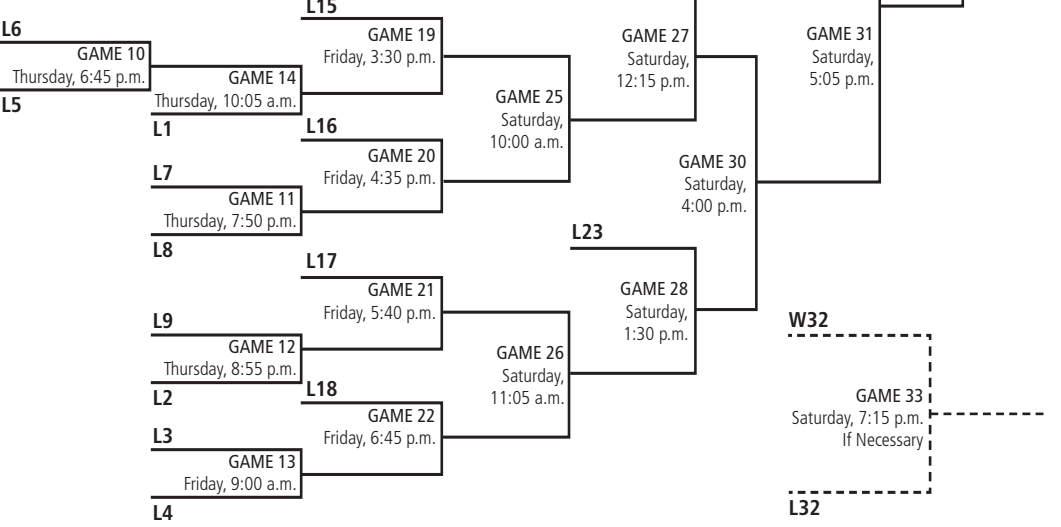 L15
L6
GAME 10
Thursday, 6:45 p.m.
L5
GAME 14
Thursday, 10:05 a.m.
L1
GAME 19
Friday, 3:30 p.m.
L16
GAME 20
Friday, 4:35 p.m.
L7
GAME 11
Thursday, 7:50 p.m.
L8
GAME 25
Saturday,
10:00 a.m.
GAME 27
Saturday,
12:15 p.m.
GAME 31
Saturday,
5:05 p.m.
GAME 30
Saturday,
4:00 p.m.
L23
GAME 28
Saturday,
1:30 p.m.
L17
GAME 21
Friday, 5:40 p.m.
L9
GAME 12
Thursday, 8:55 p.m.
L2
L18
GAME 22
Friday, 6:45 p.m.
GAME 26
Saturday,
11:05 a.m.
L3
GAME 13
Friday, 9:00 a.m.
L4
W32
GAME 33
Saturday, 7:15 p.m.
If Necessary
L32